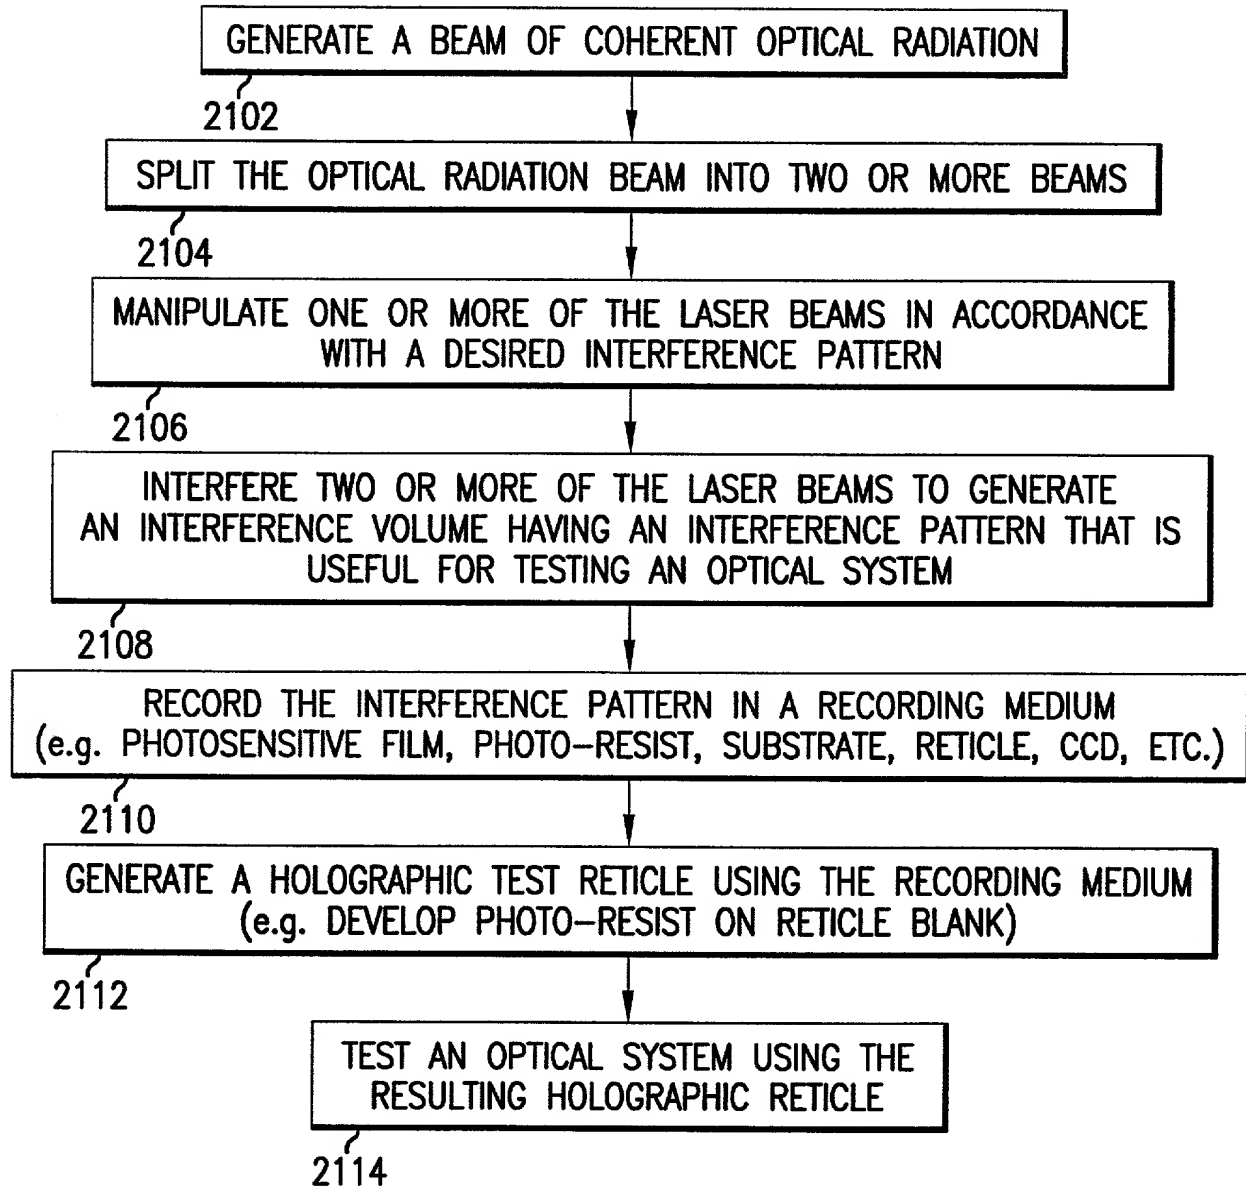 GENERATE A BEAM OF COHERENT OPTICAL RADIATION
2102
SPLIT THE OPTICAL RADIATION BEAM INTO TWO OR MORE BEAMS
2104
MANIPULATE ONE OR MORE OF THE LASER BEAMS IN ACCORDANCE
WITH A DESIRED INTERFERENCE PATTERN
2106
INTERFERE TWO OR MORE OF THE LASER BEAMS TO GENERATE
AN INTERFERENCE VOLUME HAVING AN INTERFERENCE PATTERN THAT IS
USEFUL FOR TESTING AN OPTICAL SYSTEM
2108
RECORD THE INTERFERENCE PATTERN IN A RECORDING MEDIUM
(e.g. PHOTOSENSITIVE FILM, PHOTO-RESIST, SUBSTRATE, RETICLE, CCD, ETC.)
2110
GENERATE A HOLOGRAPHIC TEST RETICLE USING THE RECORDING MEDIUM
(e.g. DEVELOP PHOTO-RESIST ON RETICLE BLANK)
2112
TEST AN OPTICAL SYSTEM USING THE
RESULTING HOLOGRAPHIC RETICLE
2114